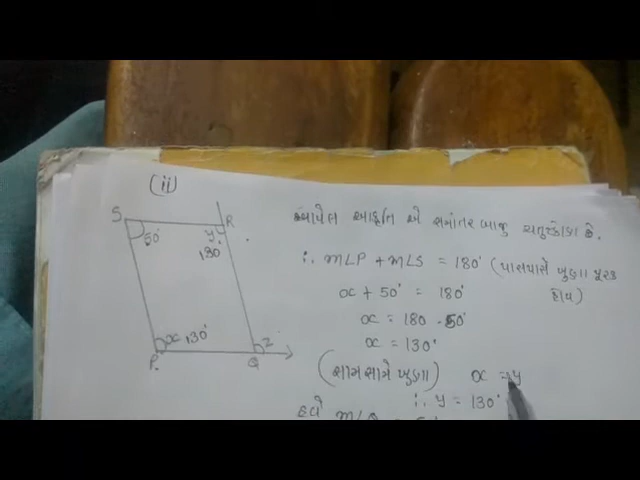 (ii)
S R
50° y
130
x 130°
P Q z
આપેલ આકૃતિ એ સમાંતર બાજુ ચતુષ્કોણ છે.
∴ m∠P + m∠S = 180° (પાસપાસે ખુણા પૂરક હોય)
x + 50° = 180°
x = 180 - 50°
x = 130°
(સામસામે ખુણા) x = y
∴ y = 130°
હવે m∠Q =